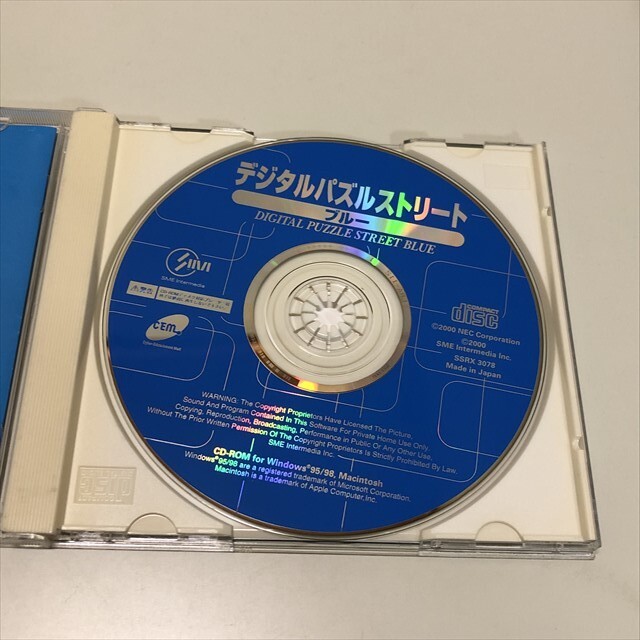 デジタルパズルストリート
ブルー
DIGITAL PUZZLE STREET BLUE
SME Intermedia
CEM
COMPACT
disc
©2000 NEC Corporation
©2000
SME Intermedia Inc.
SSRX 3078
Made in Japan
WARNING: The Copyright Proprietors Have Licensed The Picture,
Sound And Program Contained In This Software For Private Home Use Only.
Copying, Reproduction, Broadcasting, Performance in Public Or Any Other Use,
Without The Prior Written Permission Of The Copyright Proprietors Is Strictly Prohibited By Law.
SME Intermedia Inc.
CD-ROM for Windows®95/98, Macintosh
Windows®95/98 are a registered trademark of Microsoft Corporation.
Macintosh is a trademark of Apple Computer,Inc.